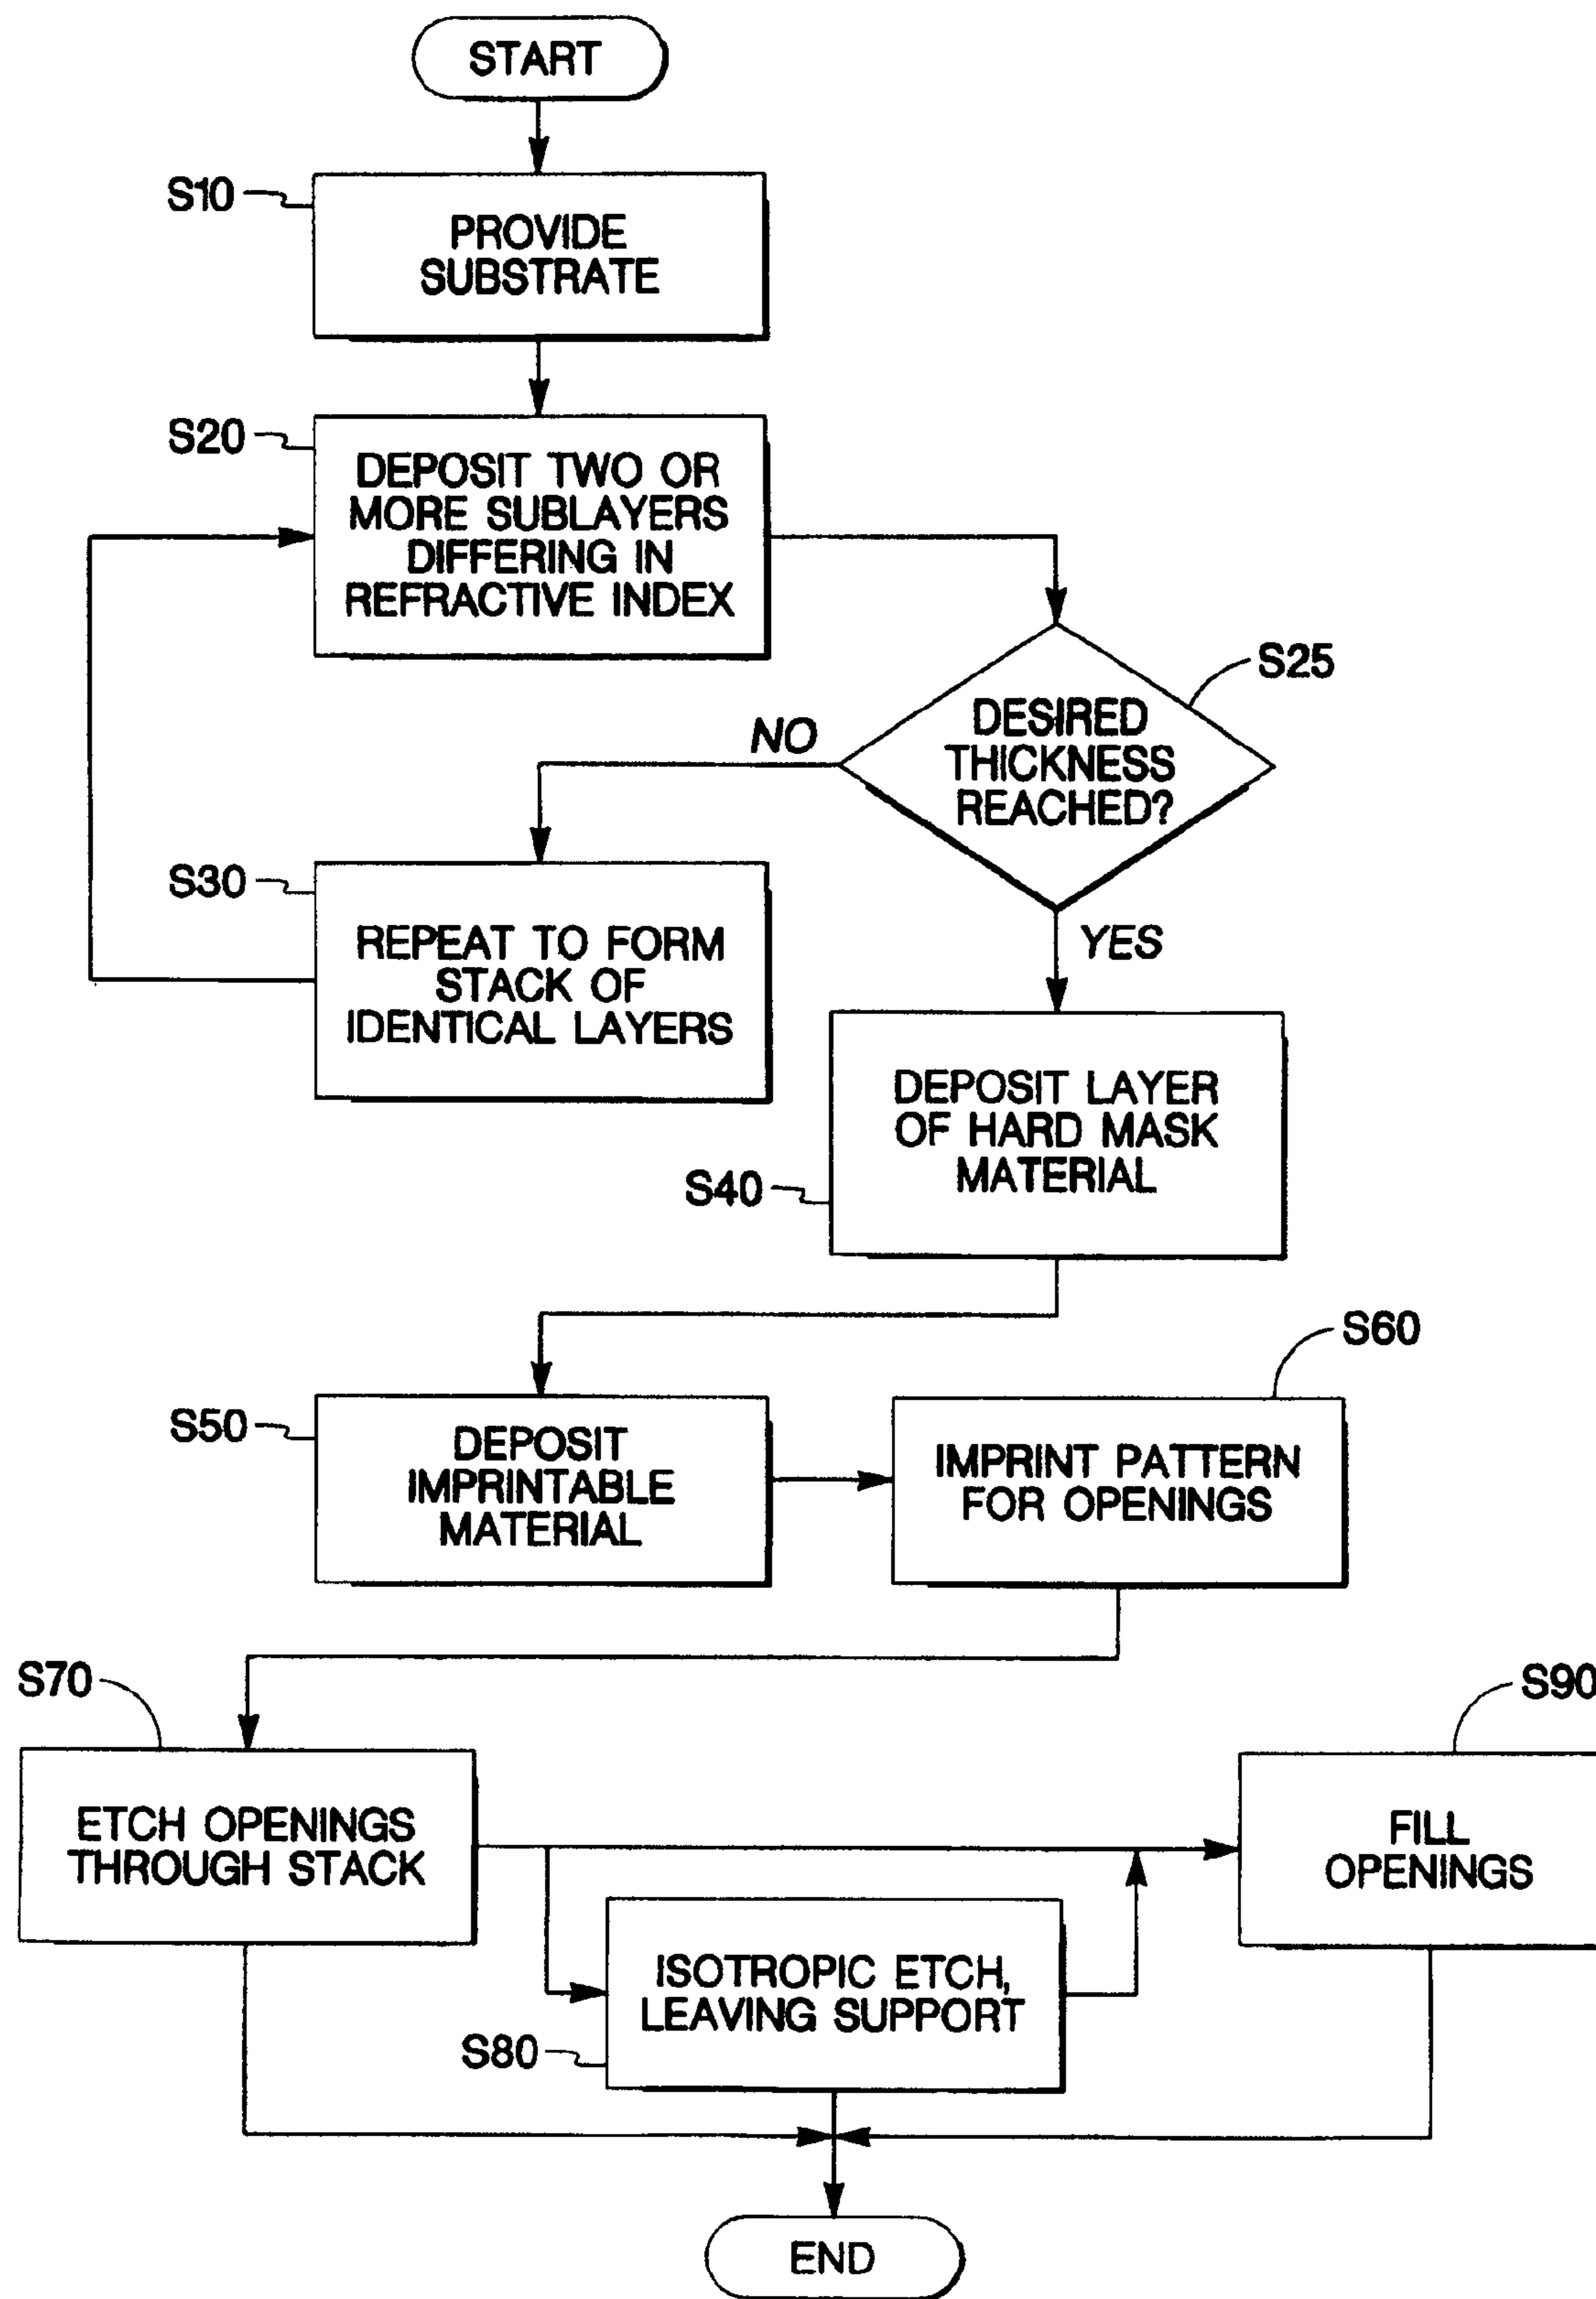 START
S10
PROVIDE
SUBSTRATE
S20
DEPOSIT TWO OR
MORE SUBLAYERS
DIFFERING IN
REFRACTIVE INDEX
S25
DESIRED
THICKNESS
REACHED?
NO
YES
S30
REPEAT TO FORM
STACK OF
IDENTICAL LAYERS
DEPOSIT LAYER
OF HARD MASK
MATERIAL
S40
S50
DEPOSIT
IMPRINTABLE
MATERIAL
S60
IMPRINT PATTERN
FOR OPENINGS
S70
ETCH OPENINGS
THROUGH STACK
S90
FILL
OPENINGS
ISOTROPIC ETCH,
LEAVING SUPPORT
S80
END